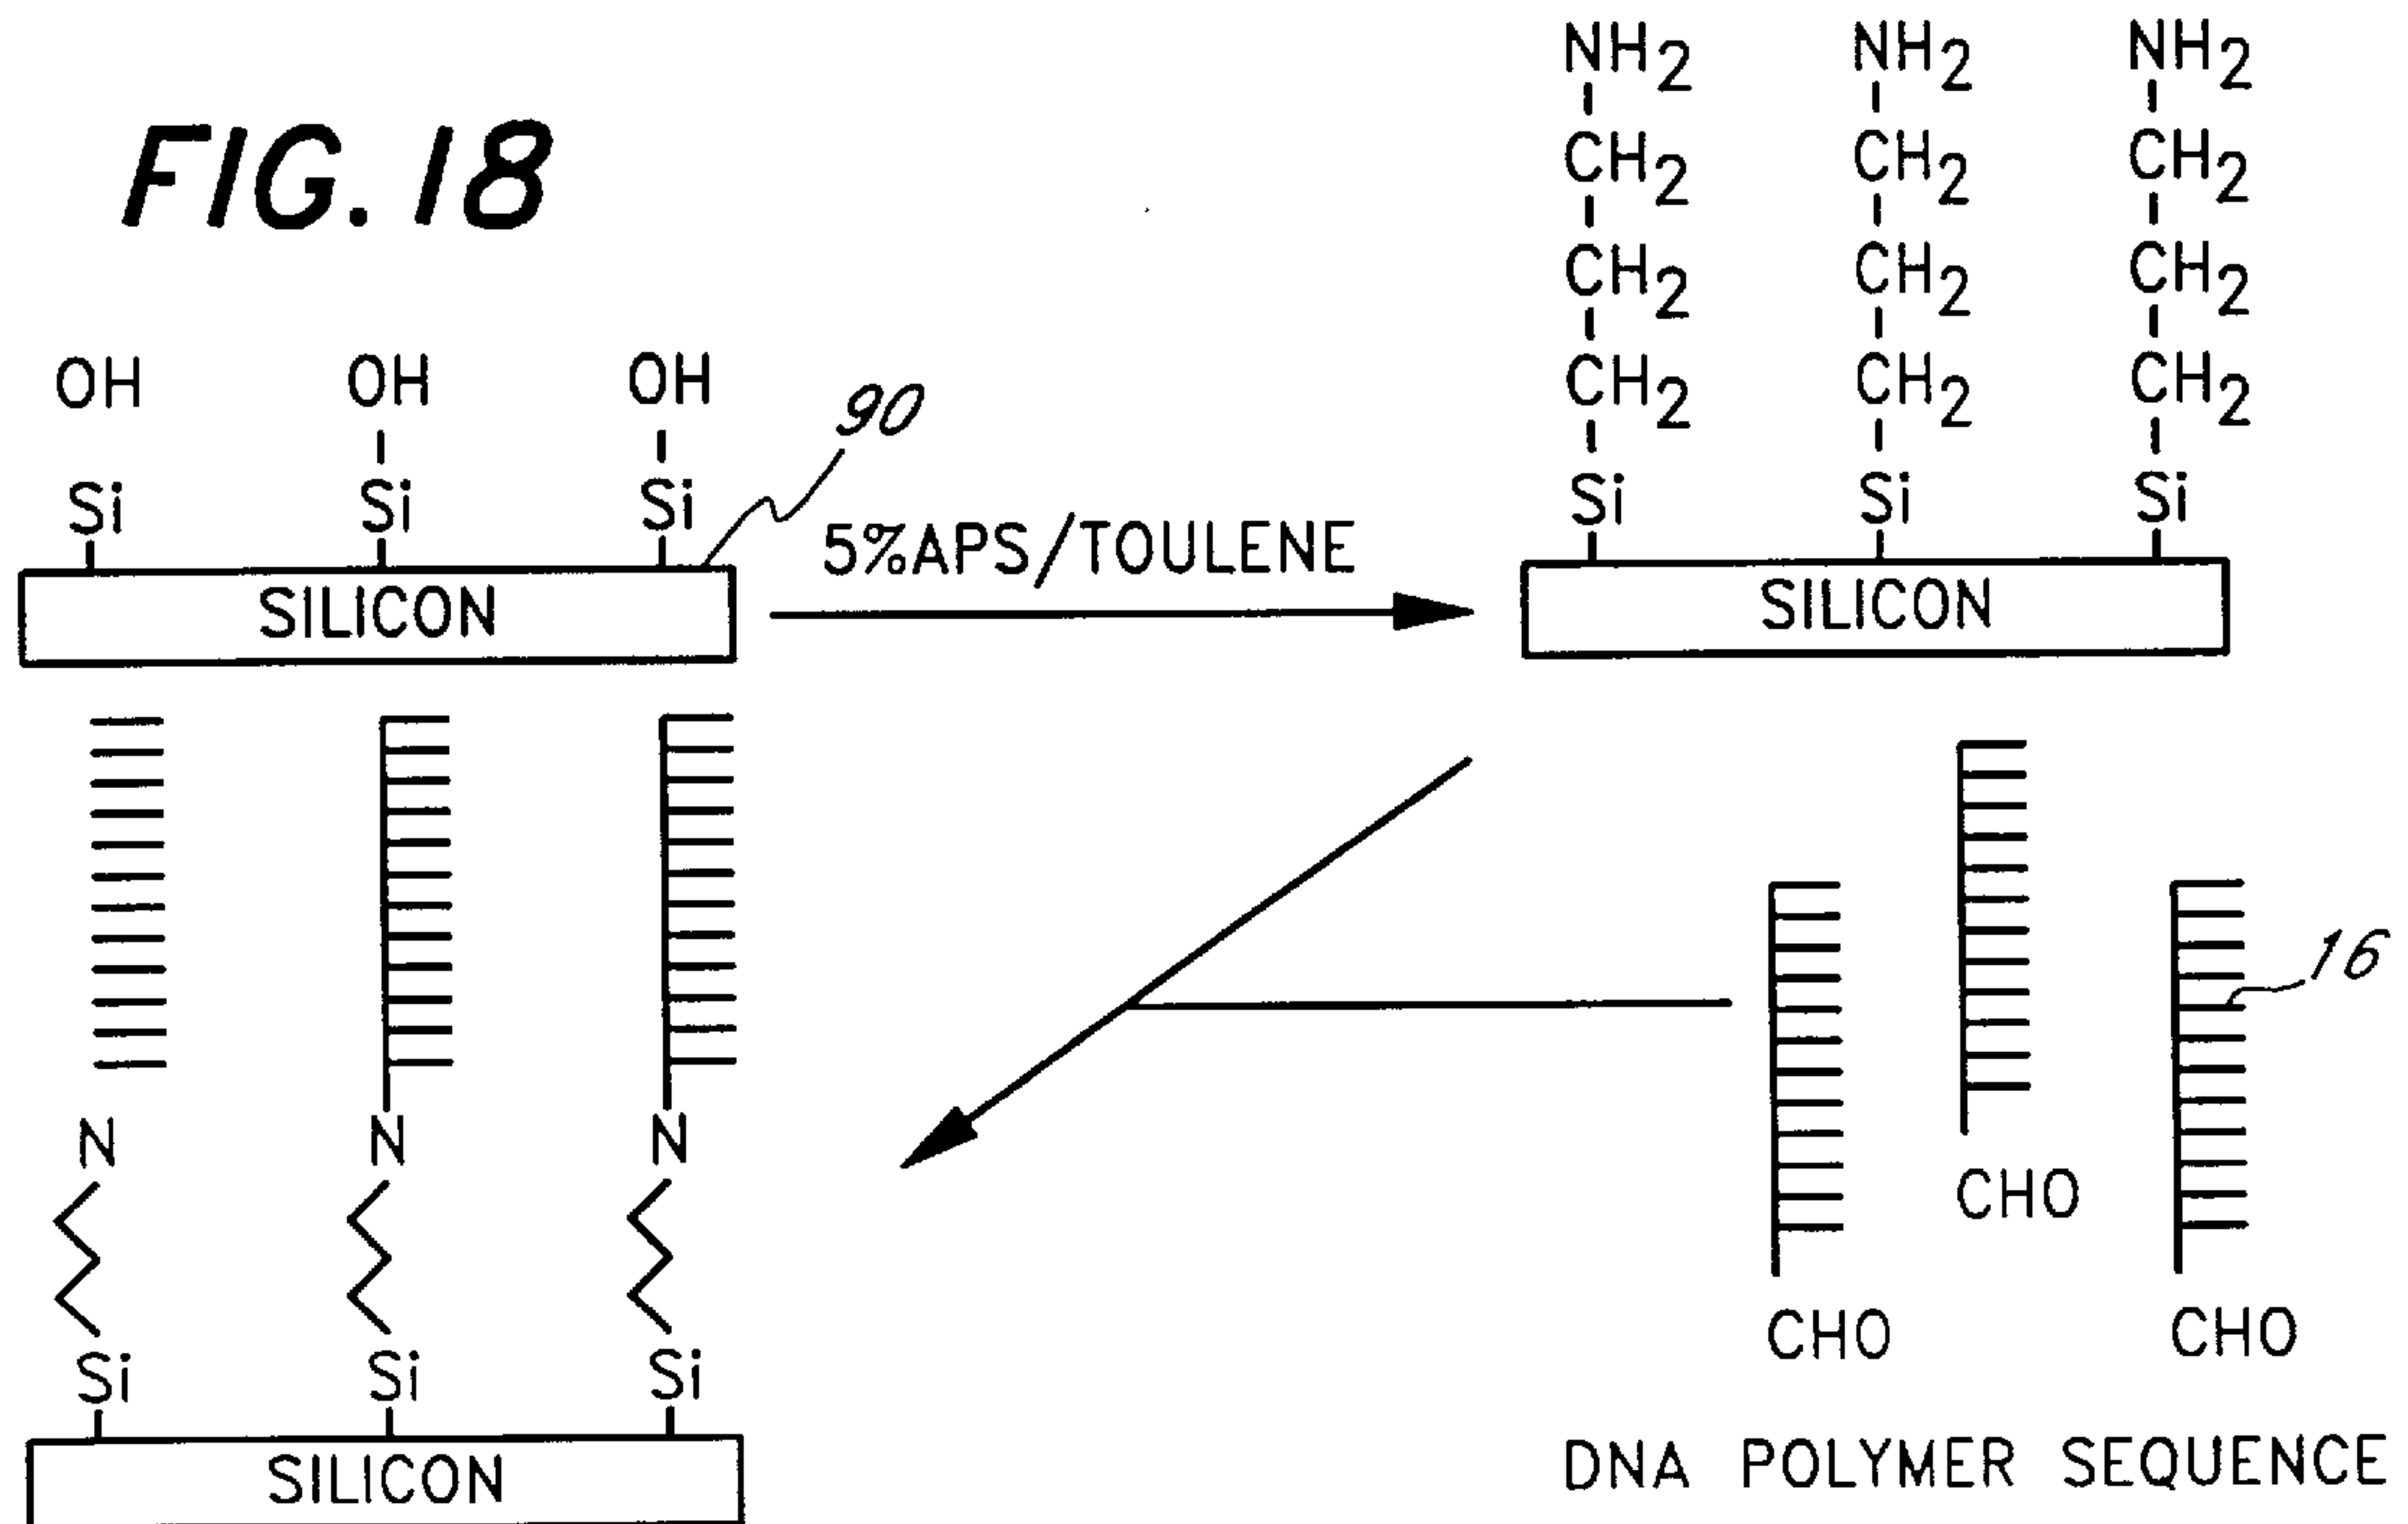 FIG. 18
NH2 NH2 NH2
CH2 CH2 CH2
CH2 CH2 CH2
CH2 CH2 CH2
Si Si Si
SILICON
OH OH OH
Si Si Si
90
SILICON
5%APS/TOULENE
16
CHO
CHO CHO
DNA POLYMER SEQUENCE
N N N
Si Si Si
SILICON